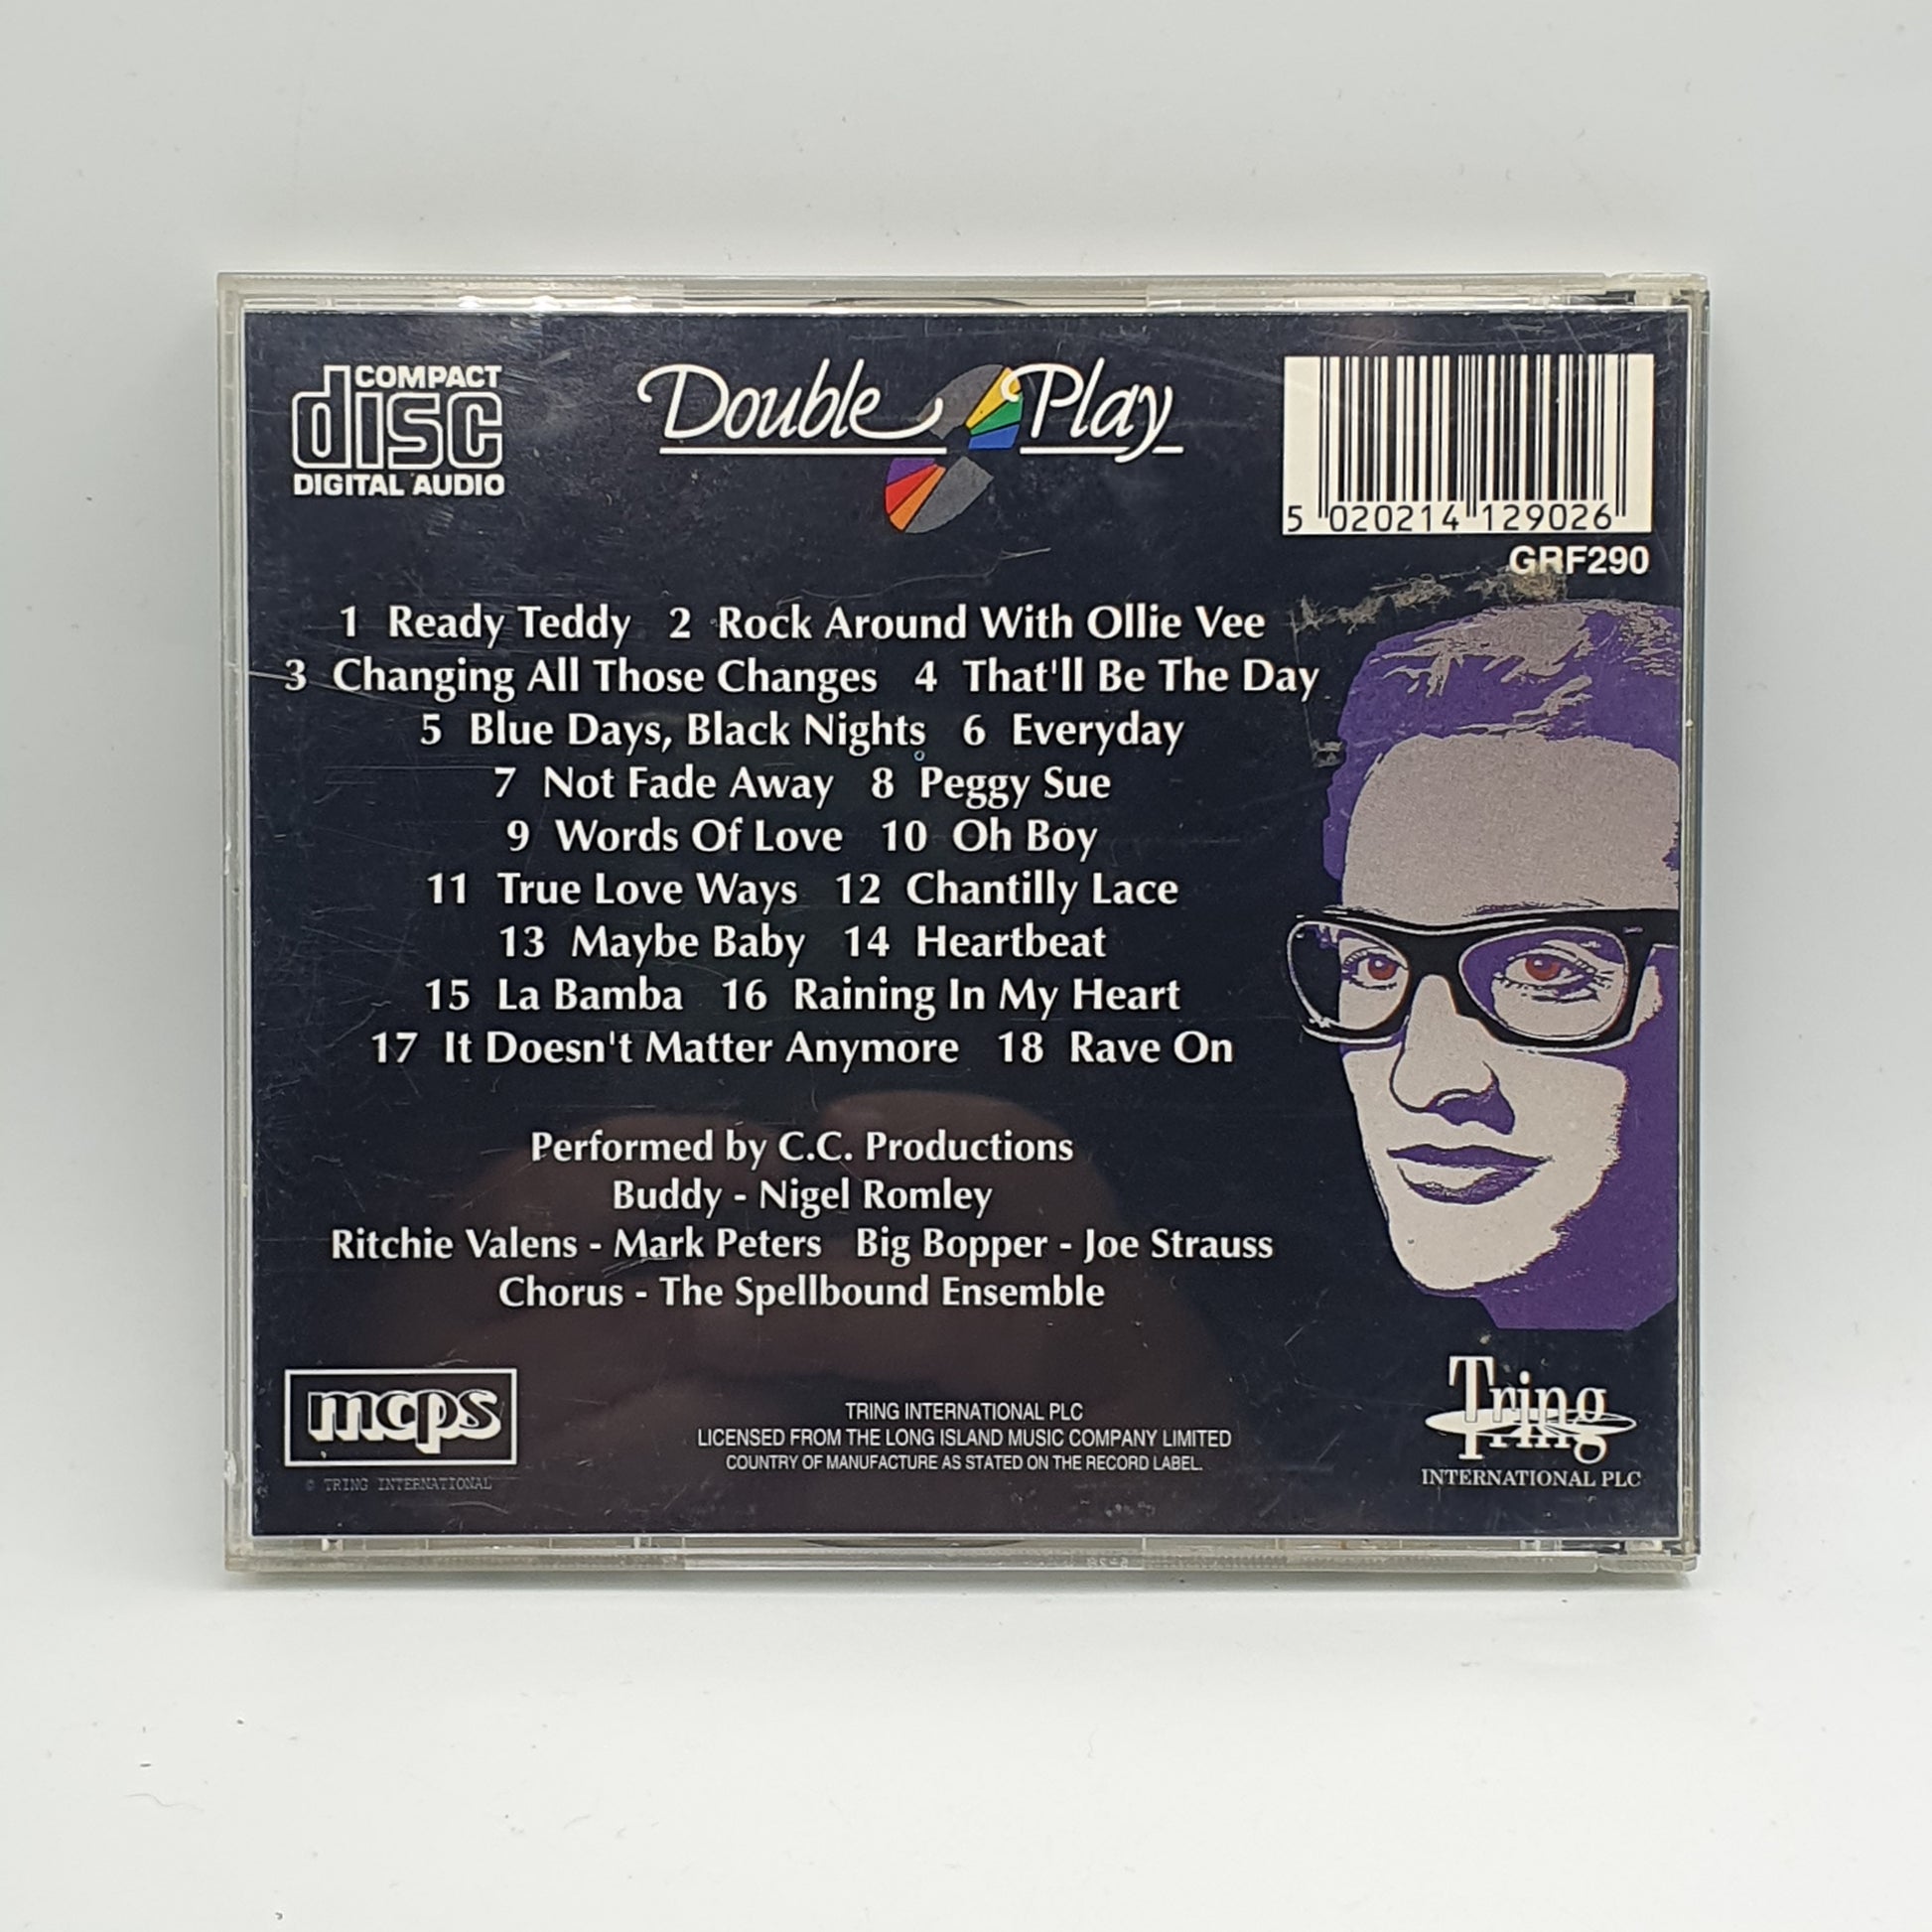 COMPACT
disc
DIGITAL AUDIO
Double Play
5 020214 129026
GRF290
1 Ready Teddy 2 Rock Around With Ollie Vee
3 Changing All Those Changes 4 That'll Be The Day
5 Blue Days, Black Nights 6 Everyday
7 Not Fade Away 8 Peggy Sue
9 Words Of Love 10 Oh Boy
11 True Love Ways 12 Chantilly Lace
13 Maybe Baby 14 Heartbeat
15 La Bamba 16 Raining In My Heart
17 It Doesn't Matter Anymore 18 Rave On
Performed by C.C. Productions
Buddy - Nigel Romley
Ritchie Valens - Mark Peters Big Bopper - Joe Strauss
Chorus - The Spellbound Ensemble
mcps
© TRING INTERNATIONAL
TRING INTERNATIONAL PLC
LICENSED FROM THE LONG ISLAND MUSIC COMPANY LIMITED
COUNTRY OF MANUFACTURE AS STATED ON THE RECORD LABEL.
Tring
INTERNATIONAL PLC